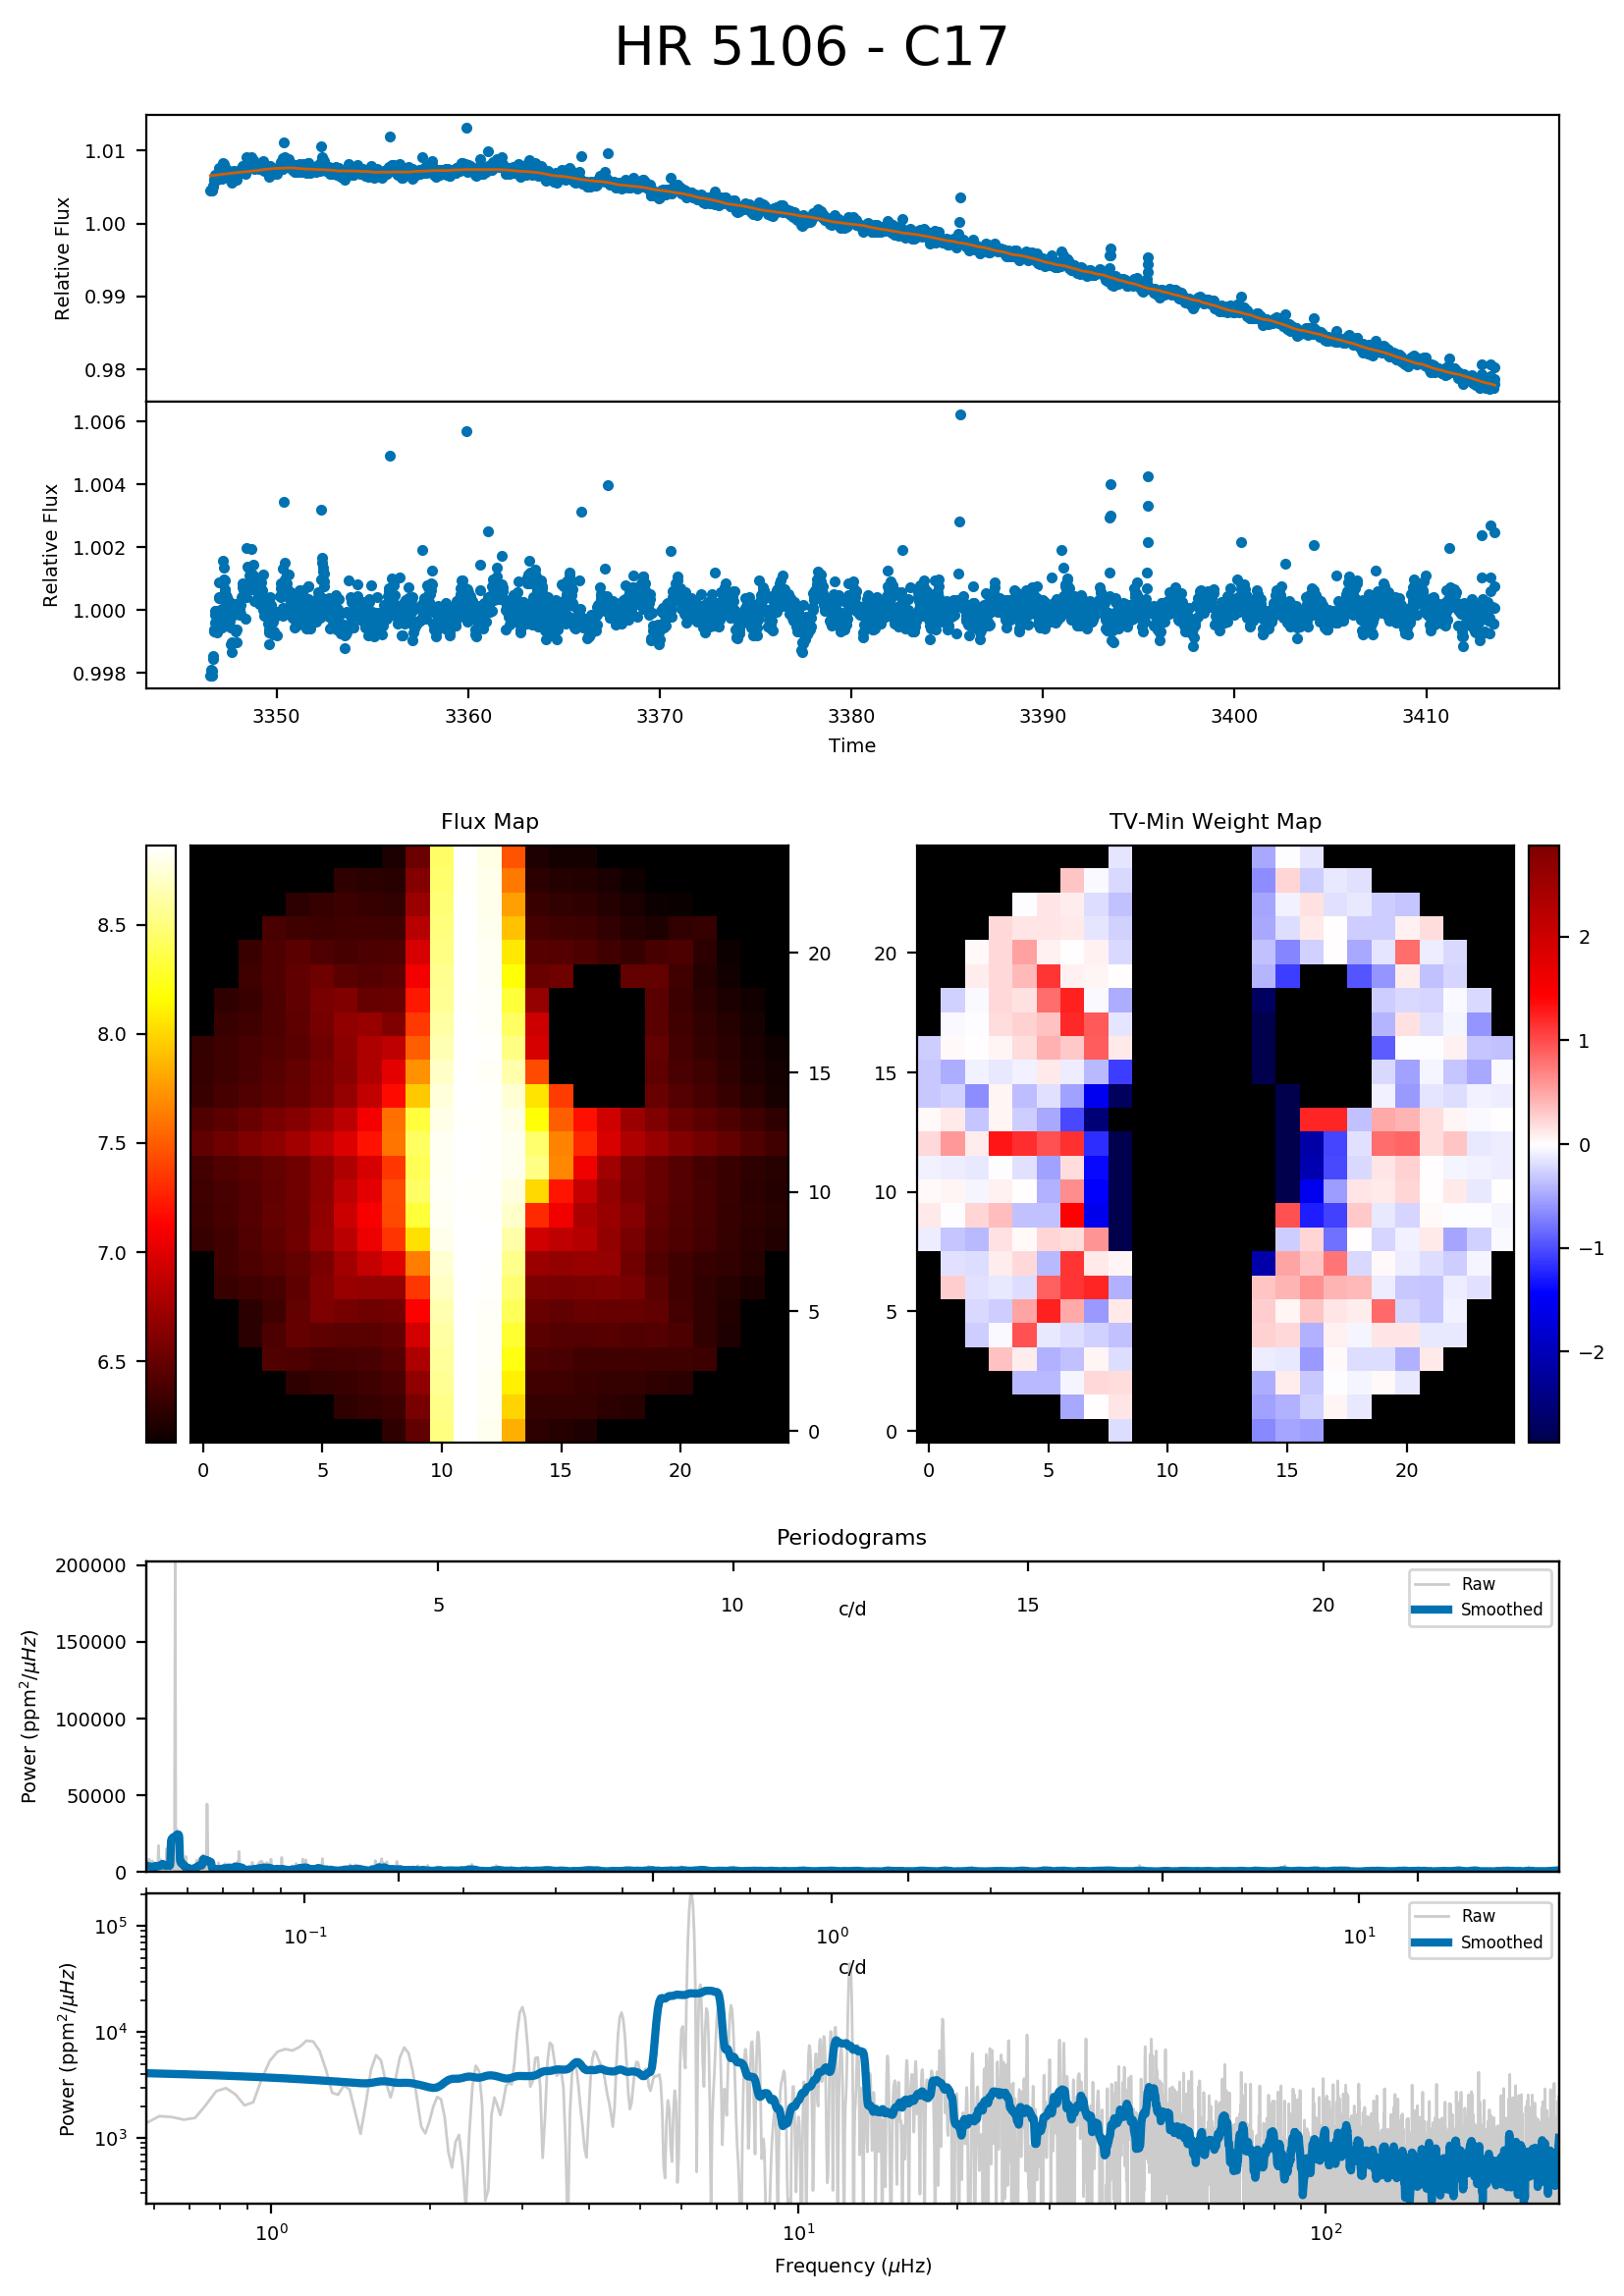 HR 5106 - C17
1.01
1.00
0.99
0.98
Relative Flux
1.006
1.004
1.002
1.000
0.998
Relative Flux
3350 3360 3370 3380 3390 3400 3410
Time
Flux Map
8.5
8.0
7.5
7.0
6.5
20
15
10
5
0
0 5 10 15 20
TV-Min Weight Map
20
15
10
5
0
0 5 10 15 20
2
1
0
−1
−2
Periodograms
200000
150000
100000
50000
0
Power (ppm²/μHz)
5 10 15 20
c/d
Raw
Smoothed
10⁵
10⁴
10³
Power (ppm²/μHz)
10⁻¹ 10⁰ 10¹
c/d
Raw
Smoothed
10⁰ 10¹ 10²
Frequency (μHz)